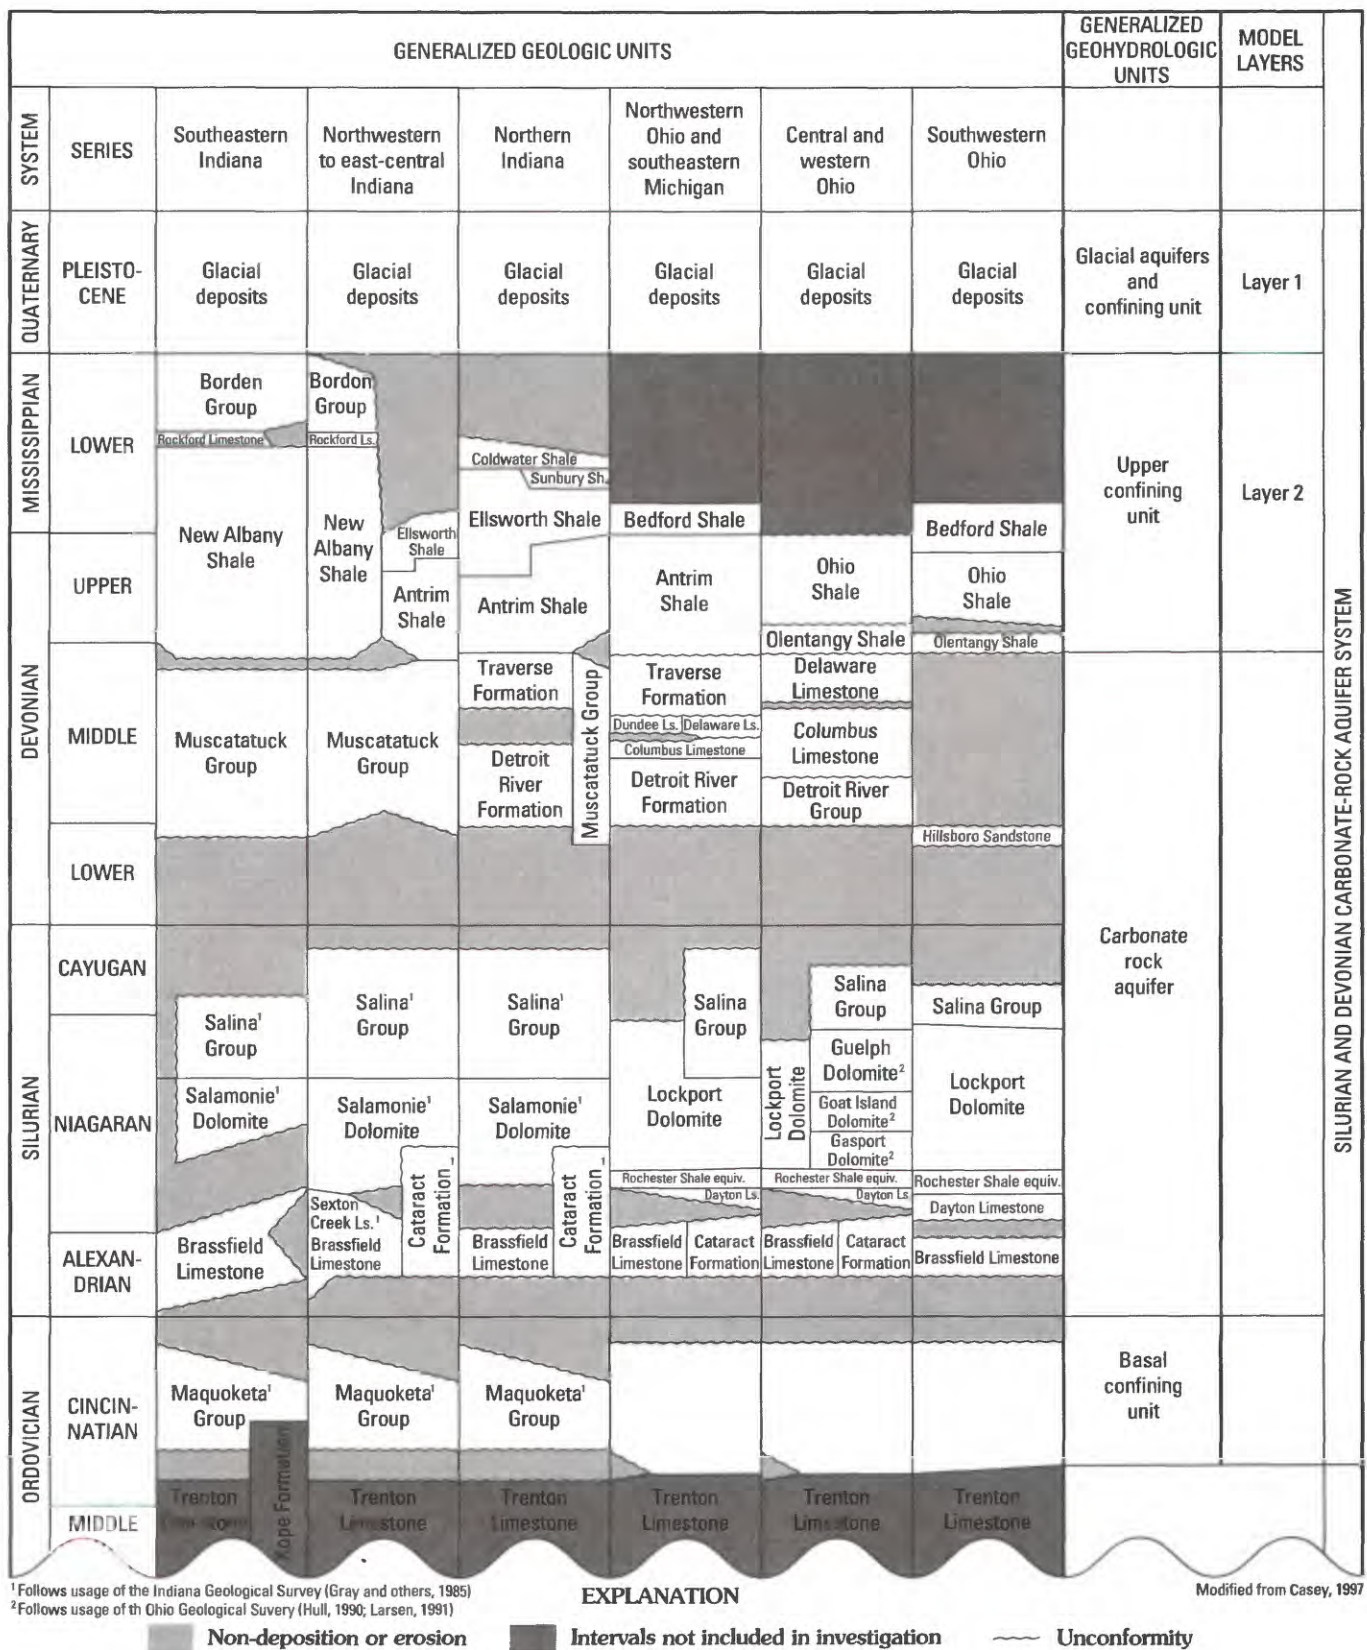 GENERALIZED GEOLOGIC UNITS
GENERALIZED
GEOHYDROLOGIC
UNITS
MODEL
LAYERS
SYSTEM
SERIES
Southeastern
Indiana
Northwestern
to east-central
Indiana
Northern
Indiana
Northwestern
Ohio and
southeastern
Michigan
Central and
western
Ohio
Southwestern
Ohio
QUATERNARY
PLEISTO-
CENE
Glacial
deposits
Glacial
deposits
Glacial
deposits
Glacial
deposits
Glacial
deposits
Glacial
deposits
Glacial aquifers
and
confining unit
Layer 1
MISSISSIPPIAN
LOWER
Borden
Group
Rockford Limestone
New Albany
Shale
Bordon
Group
Rockford Ls.
New
Albany
Shale
Ellsworth
Shale
Antrim
Shale
Coldwater Shale
Sunbury Sh.
Ellsworth Shale
Antrim Shale
Bedford Shale
Antrim
Shale
Ohio
Shale
Olentangy Shale
Bedford Shale
Ohio
Shale
Olentangy Shale
Upper
confining
unit
Layer 2
DEVONIAN
UPPER
MIDDLE
LOWER
Muscatatuck
Group
Muscatatuck
Group
Traverse
Formation
Detroit
River
Formation
Muscatatuck Group
Traverse
Formation
Dundee Ls.
Delaware Ls.
Columbus Limestone
Detroit River
Formation
Delaware
Limestone
Columbus
Limestone
Detroit River
Group
Hillsboro Sandstone
Carbonate
rock
aquifer
SILURIAN
CAYUGAN
NIAGARAN
ALEXAN-
DRIAN
Salina¹
Group
Salamonie¹
Dolomite
Brassfield
Limestone
Salina¹
Group
Salamonie¹
Dolomite
Sexton
Creek Ls.¹
Brassfield
Limestone
Cataract
Formation¹
Salina¹
Group
Salamonie¹
Dolomite
Brassfield
Limestone
Cataract
Formation¹
Salina
Group
Lockport
Dolomite
Rochester Shale equiv.
Dayton Ls.
Brassfield
Limestone
Cataract
Formation
Salina
Group
Lockport
Dolomite
Guelph
Dolomite²
Goat Island
Dolomite²
Gasport
Dolomite²
Rochester Shale equiv.
Dayton Ls.
Brassfield
Limestone
Cataract
Formation
Salina Group
Lockport
Dolomite
Rochester Shale equiv.
Dayton Limestone
Brassfield Limestone
ORDOVICIAN
CINCIN-
NATIAN
MIDDLE
Maquoketa¹
Group
Kope Formation
Trenton
Limestone
Maquoketa¹
Group
Trenton
Limestone
Maquoketa¹
Group
Trenton
Limestone
Trenton
Limestone
Trenton
Limestone
Trenton
Limestone
Basal
confining
unit
SILURIAN AND DEVONIAN CARBONATE-ROCK AQUIFER SYSTEM
¹Follows usage of the Indiana Geological Survey (Gray and others, 1985)
²Follows usage of th Ohio Geological Suvery (Hull, 1990; Larsen, 1991)
EXPLANATION
Modified from Casey, 1997
Non-deposition or erosion
Intervals not included in investigation
Unconformity